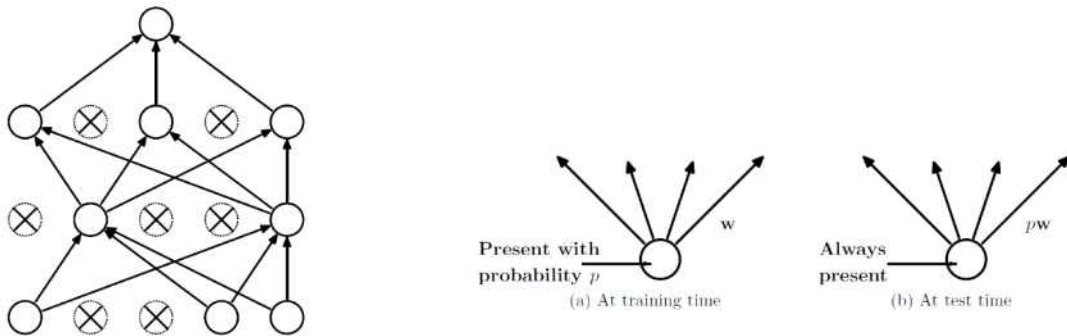 Present with
probability p
w
(a) At training time
Always
present
pw
(b) At test time